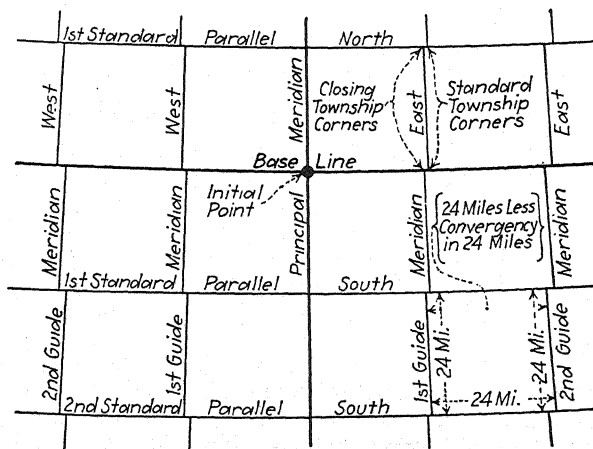 1st Standard Parallel North
West
West
Meridian
Closing
Township
Corners
East
Standard
Township
Corners
East
Base Line
Initial
Point
Principal
Meridian
Meridian
Meridian
24 Miles Less
Convergency
in 24 Miles
Meridian
1st Standard Parallel South
2nd Guide
1st Guide
1st Guide
24 Mi.
24 Mi.
2nd Guide
24 Mi.
2nd Standard Parallel South